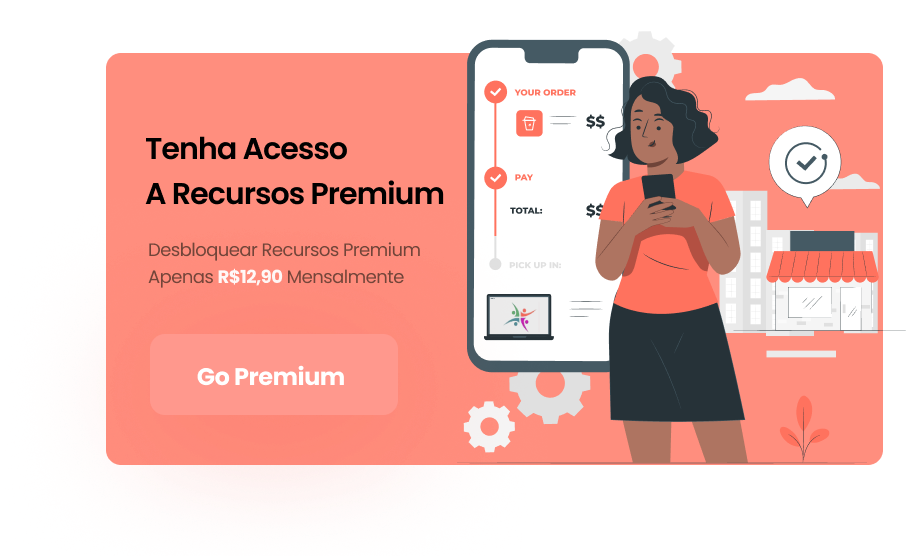 Tenha Acesso
A Recursos Premium
Desbloquear Recursos Premium
Apenas R$12,90 Mensalmente
Go Premium
YOUR ORDER
$$
PAY
TOTAL: $$
PICK UP IN: